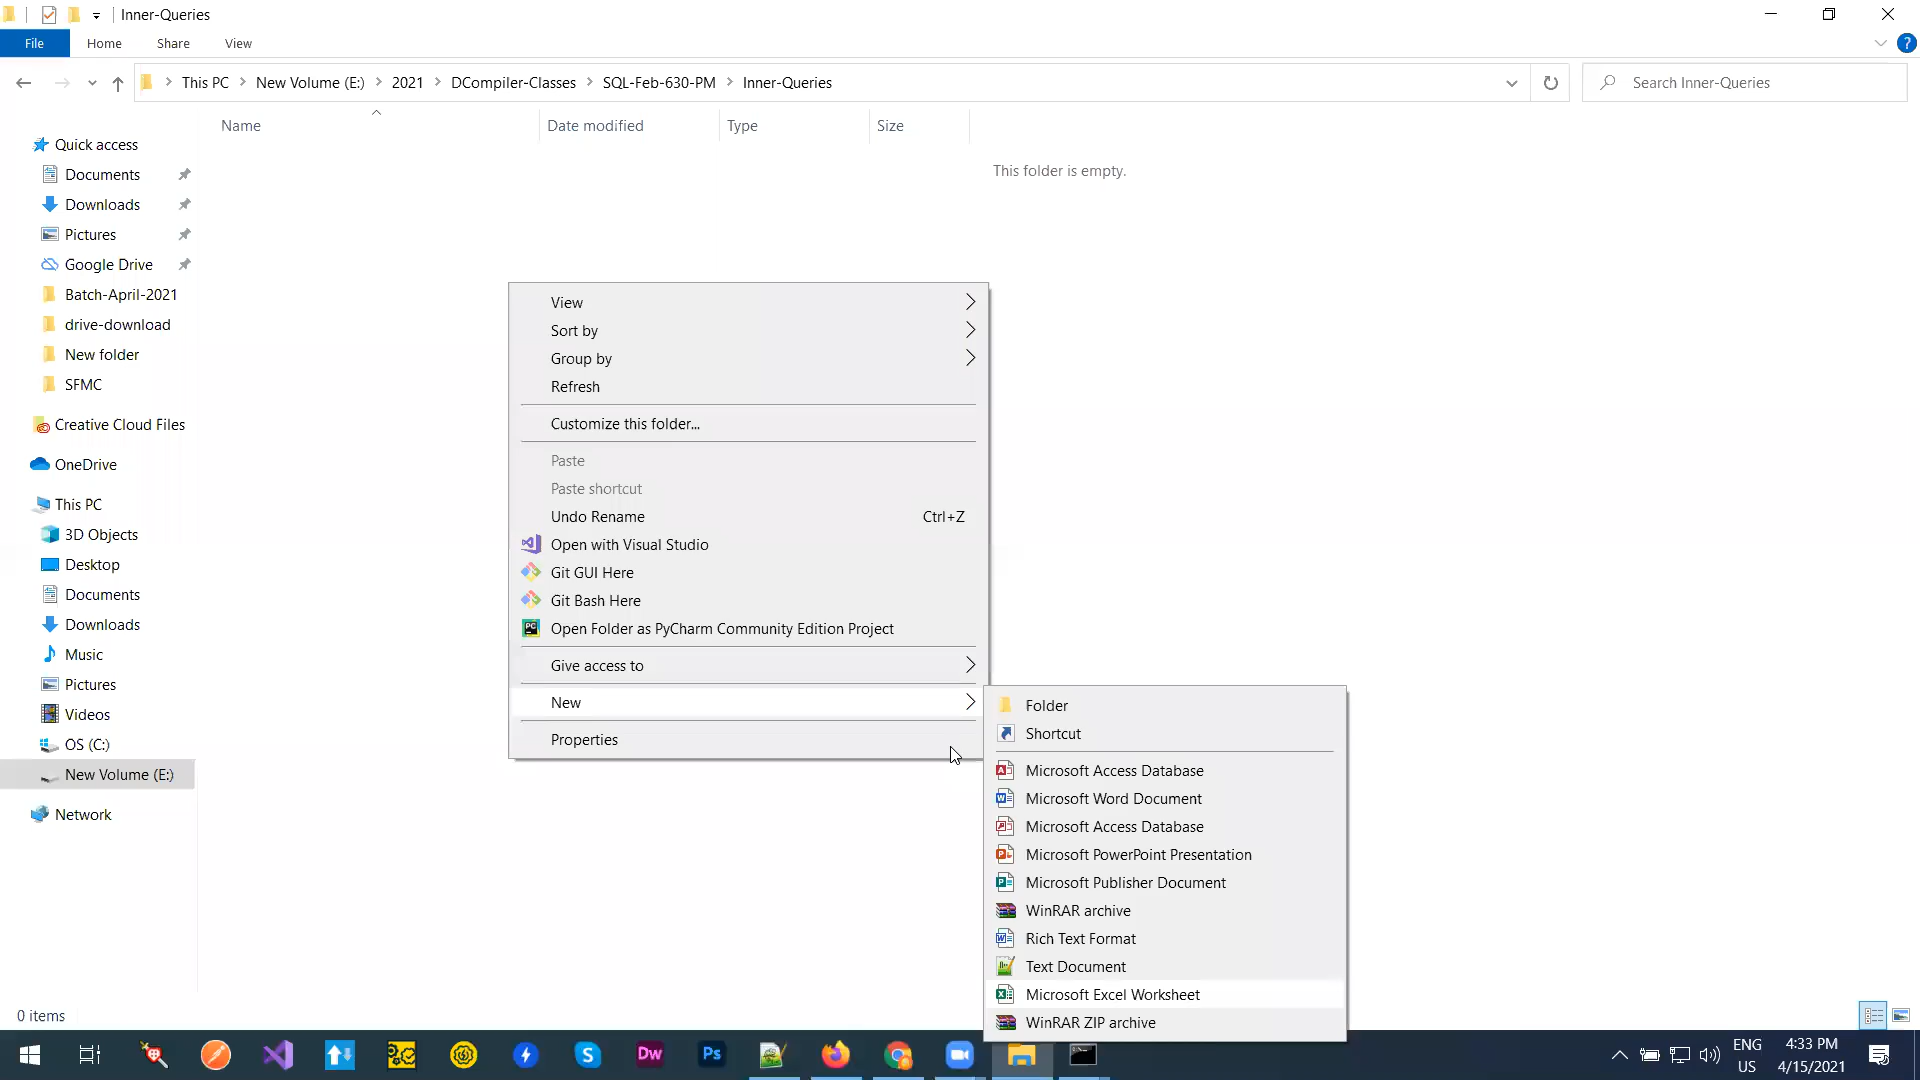 Inner-Queries
File Home Share View
This PC New Volume (E:) 2021 DCompiler-Classes SQL-Feb-630-PM Inner-Queries
Search Inner-Queries
Name Date modified Type Size
This folder is empty.
Quick access
Documents
Downloads
Pictures
Google Drive
Batch-April-2021
drive-download
New folder
SFMC
Creative Cloud Files
OneDrive
This PC
3D Objects
Desktop
Documents
Downloads
Music
Pictures
Videos
OS (C:)
New Volume (E:)
Network
View
Sort by
Group by
Refresh
Customize this folder...
Paste
Paste shortcut
Undo Rename Ctrl+Z
Open with Visual Studio
Git GUI Here
Git Bash Here
Open Folder as PyCharm Community Edition Project
Give access to
New
Properties
Folder
Shortcut
Microsoft Access Database
Microsoft Word Document
Microsoft Access Database
Microsoft PowerPoint Presentation
Microsoft Publisher Document
WinRAR archive
Rich Text Format
Text Document
Microsoft Excel Worksheet
WinRAR ZIP archive
0 items
Dw Ps
ENG
US
4:33 PM
4/15/2021